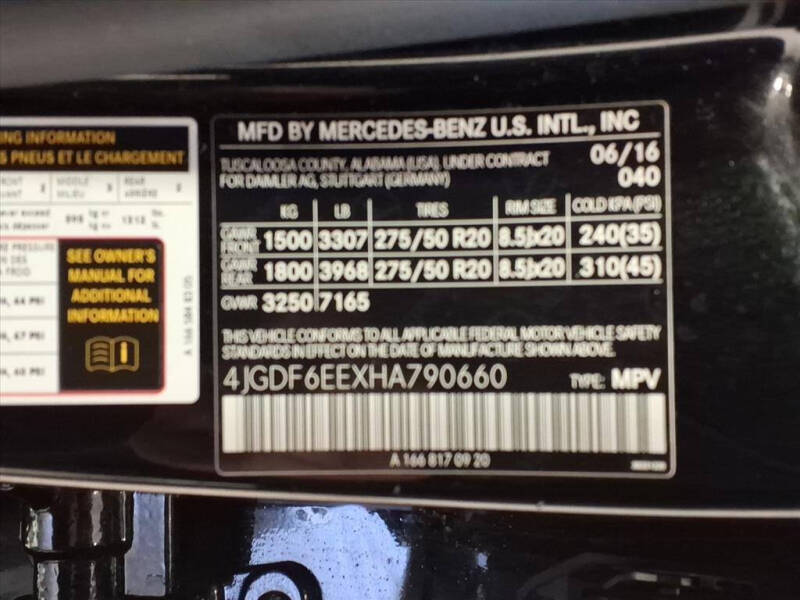 ING INFORMATION
S PNEUS ET LE CHARGEMENT
MIDDLE
REAR
SEE OWNER'S
MANUAL FOR
ADDITIONAL
INFORMATION
MFD BY MERCEDES-BENZ U.S. INTL., INC
TUSCALOOSA COUNTY, ALABAMA (USA), UNDER CONTRACT 06/16
FOR DAIMLER AG, STUTTGART (GERMANY) 040
KG LB TIRES RIM SIZE COLD KPA (PSI)
GAWR FRONT 1500 3307 275/50 R20 8.5Jx20 240(35)
GAWR REAR 1800 3968 275/50 R20 8.5Jx20 310(45)
GVWR 3250 7165
THIS VEHICLE CONFORMS TO ALL APPLICABLE FEDERAL MOTOR VEHICLE SAFETY
STANDARDS IN EFFECT ON THE DATE OF MANUFACTURE SHOWN ABOVE.
4JGDF6EEXHA790660 TYPE: MPV
A 166 817 09 20